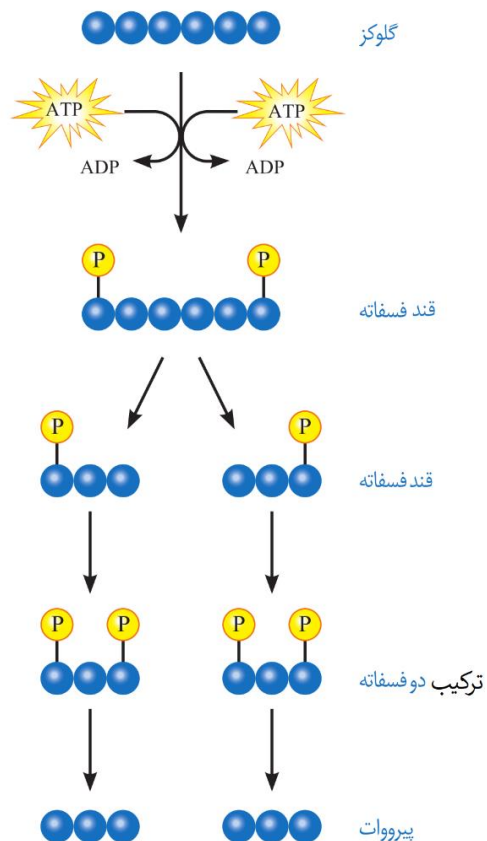 گلوکز
ATP
ATP
ADP
ADP
P
P
قند فسفاته
P
P
قند فسفاته
P
P
P
P
ترکیب دو فسفاته
پیرووات